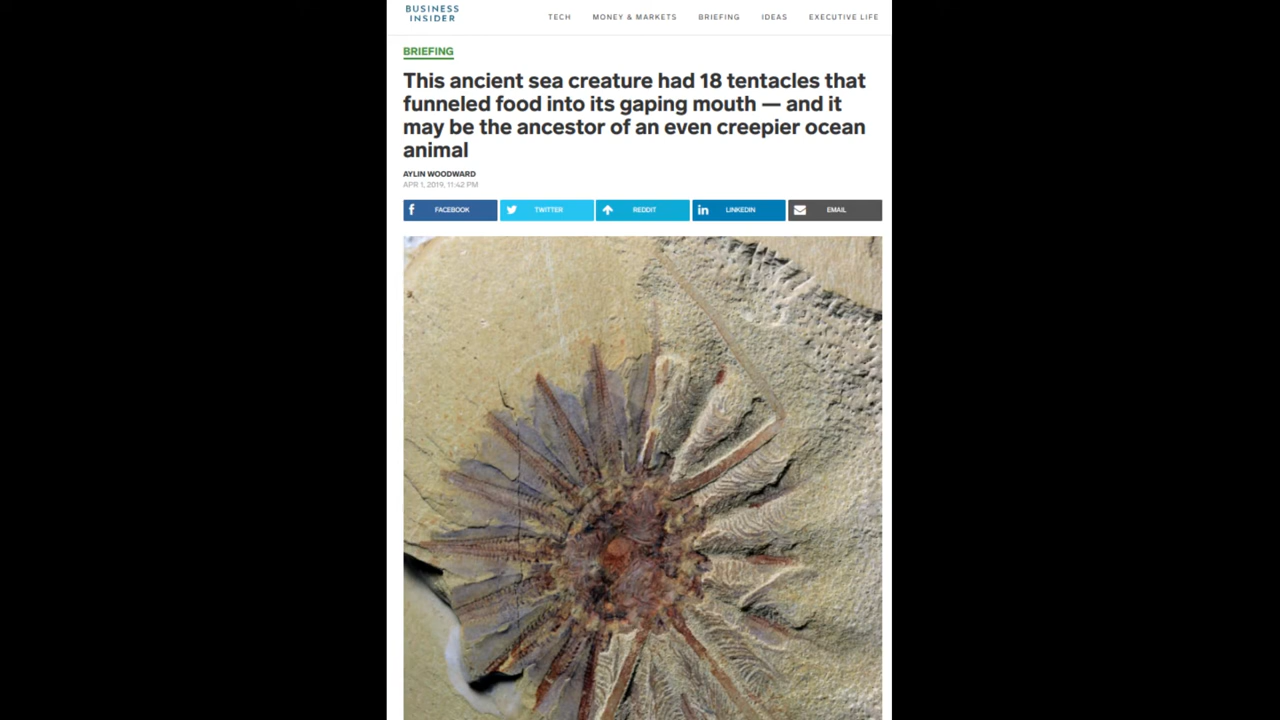 BUSINESS
INSIDER
TECH MONEY & MARKETS BRIEFING IDEAS EXECUTIVE LIFE
BRIEFING
This ancient sea creature had 18 tentacles that
funneled food into its gaping mouth — and it
may be the ancestor of an even creepier ocean
animal
AYLIN WOODWARD
APR 1, 2019, 11:42 PM
FACEBOOK TWITTER REDDIT LINKEDIN EMAIL